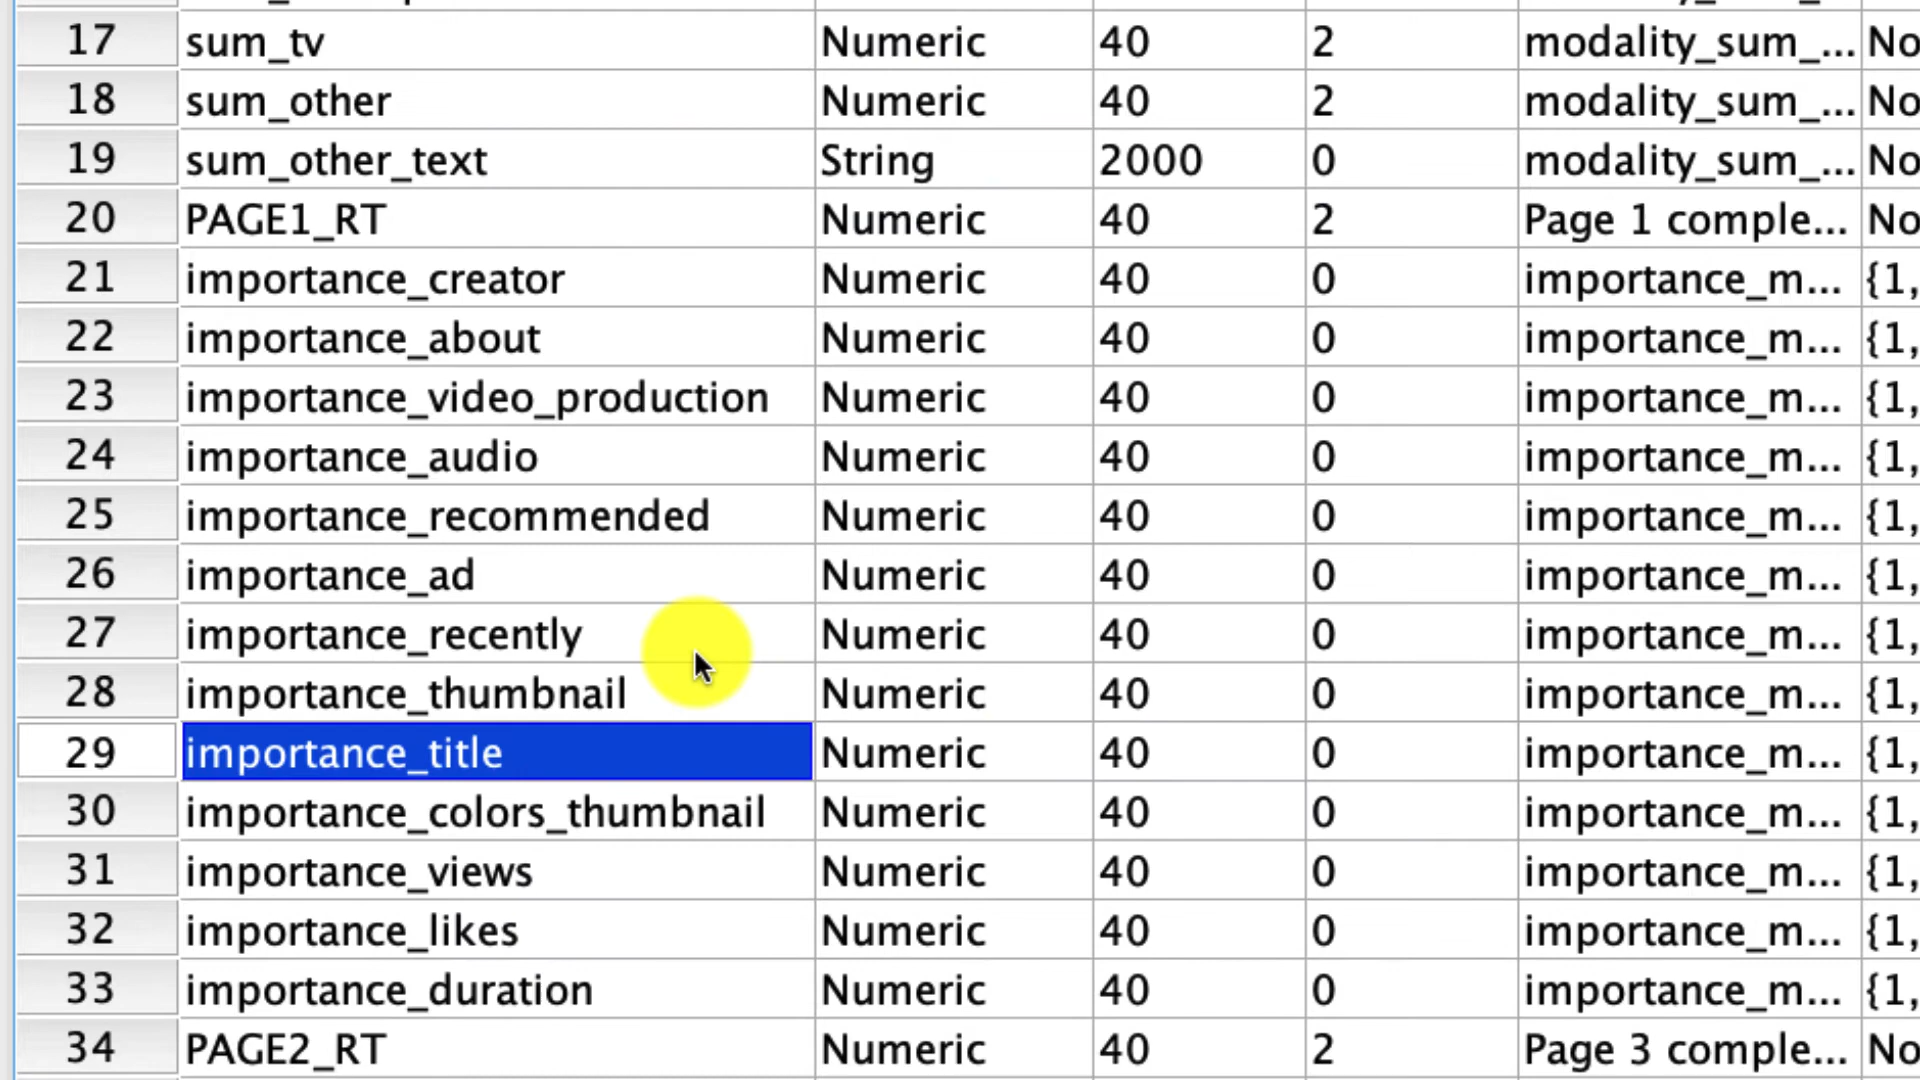 17 sum_tv Numeric 40 2 modality_sum_... No
18 sum_other Numeric 40 2 modality_sum_... No
19 sum_other_text String 2000 0 modality_sum_... No
20 PAGE1_RT Numeric 40 2 Page 1 comple... No
21 importance_creator Numeric 40 0 importance_m... {1,
22 importance_about Numeric 40 0 importance_m... {1,
23 importance_video_production Numeric 40 0 importance_m... {1,
24 importance_audio Numeric 40 0 importance_m... {1,
25 importance_recommended Numeric 40 0 importance_m... {1,
26 importance_ad Numeric 40 0 importance_m... {1,
27 importance_recently Numeric 40 0 importance_m... {1,
28 importance_thumbnail Numeric 40 0 importance_m... {1,
29 importance_title Numeric 40 0 importance_m... {1,
30 importance_colors_thumbnail Numeric 40 0 importance_m... {1,
31 importance_views Numeric 40 0 importance_m... {1,
32 importance_likes Numeric 40 0 importance_m... {1,
33 importance_duration Numeric 40 0 importance_m... {1,
34 PAGE2_RT Numeric 40 2 Page 3 comple... No